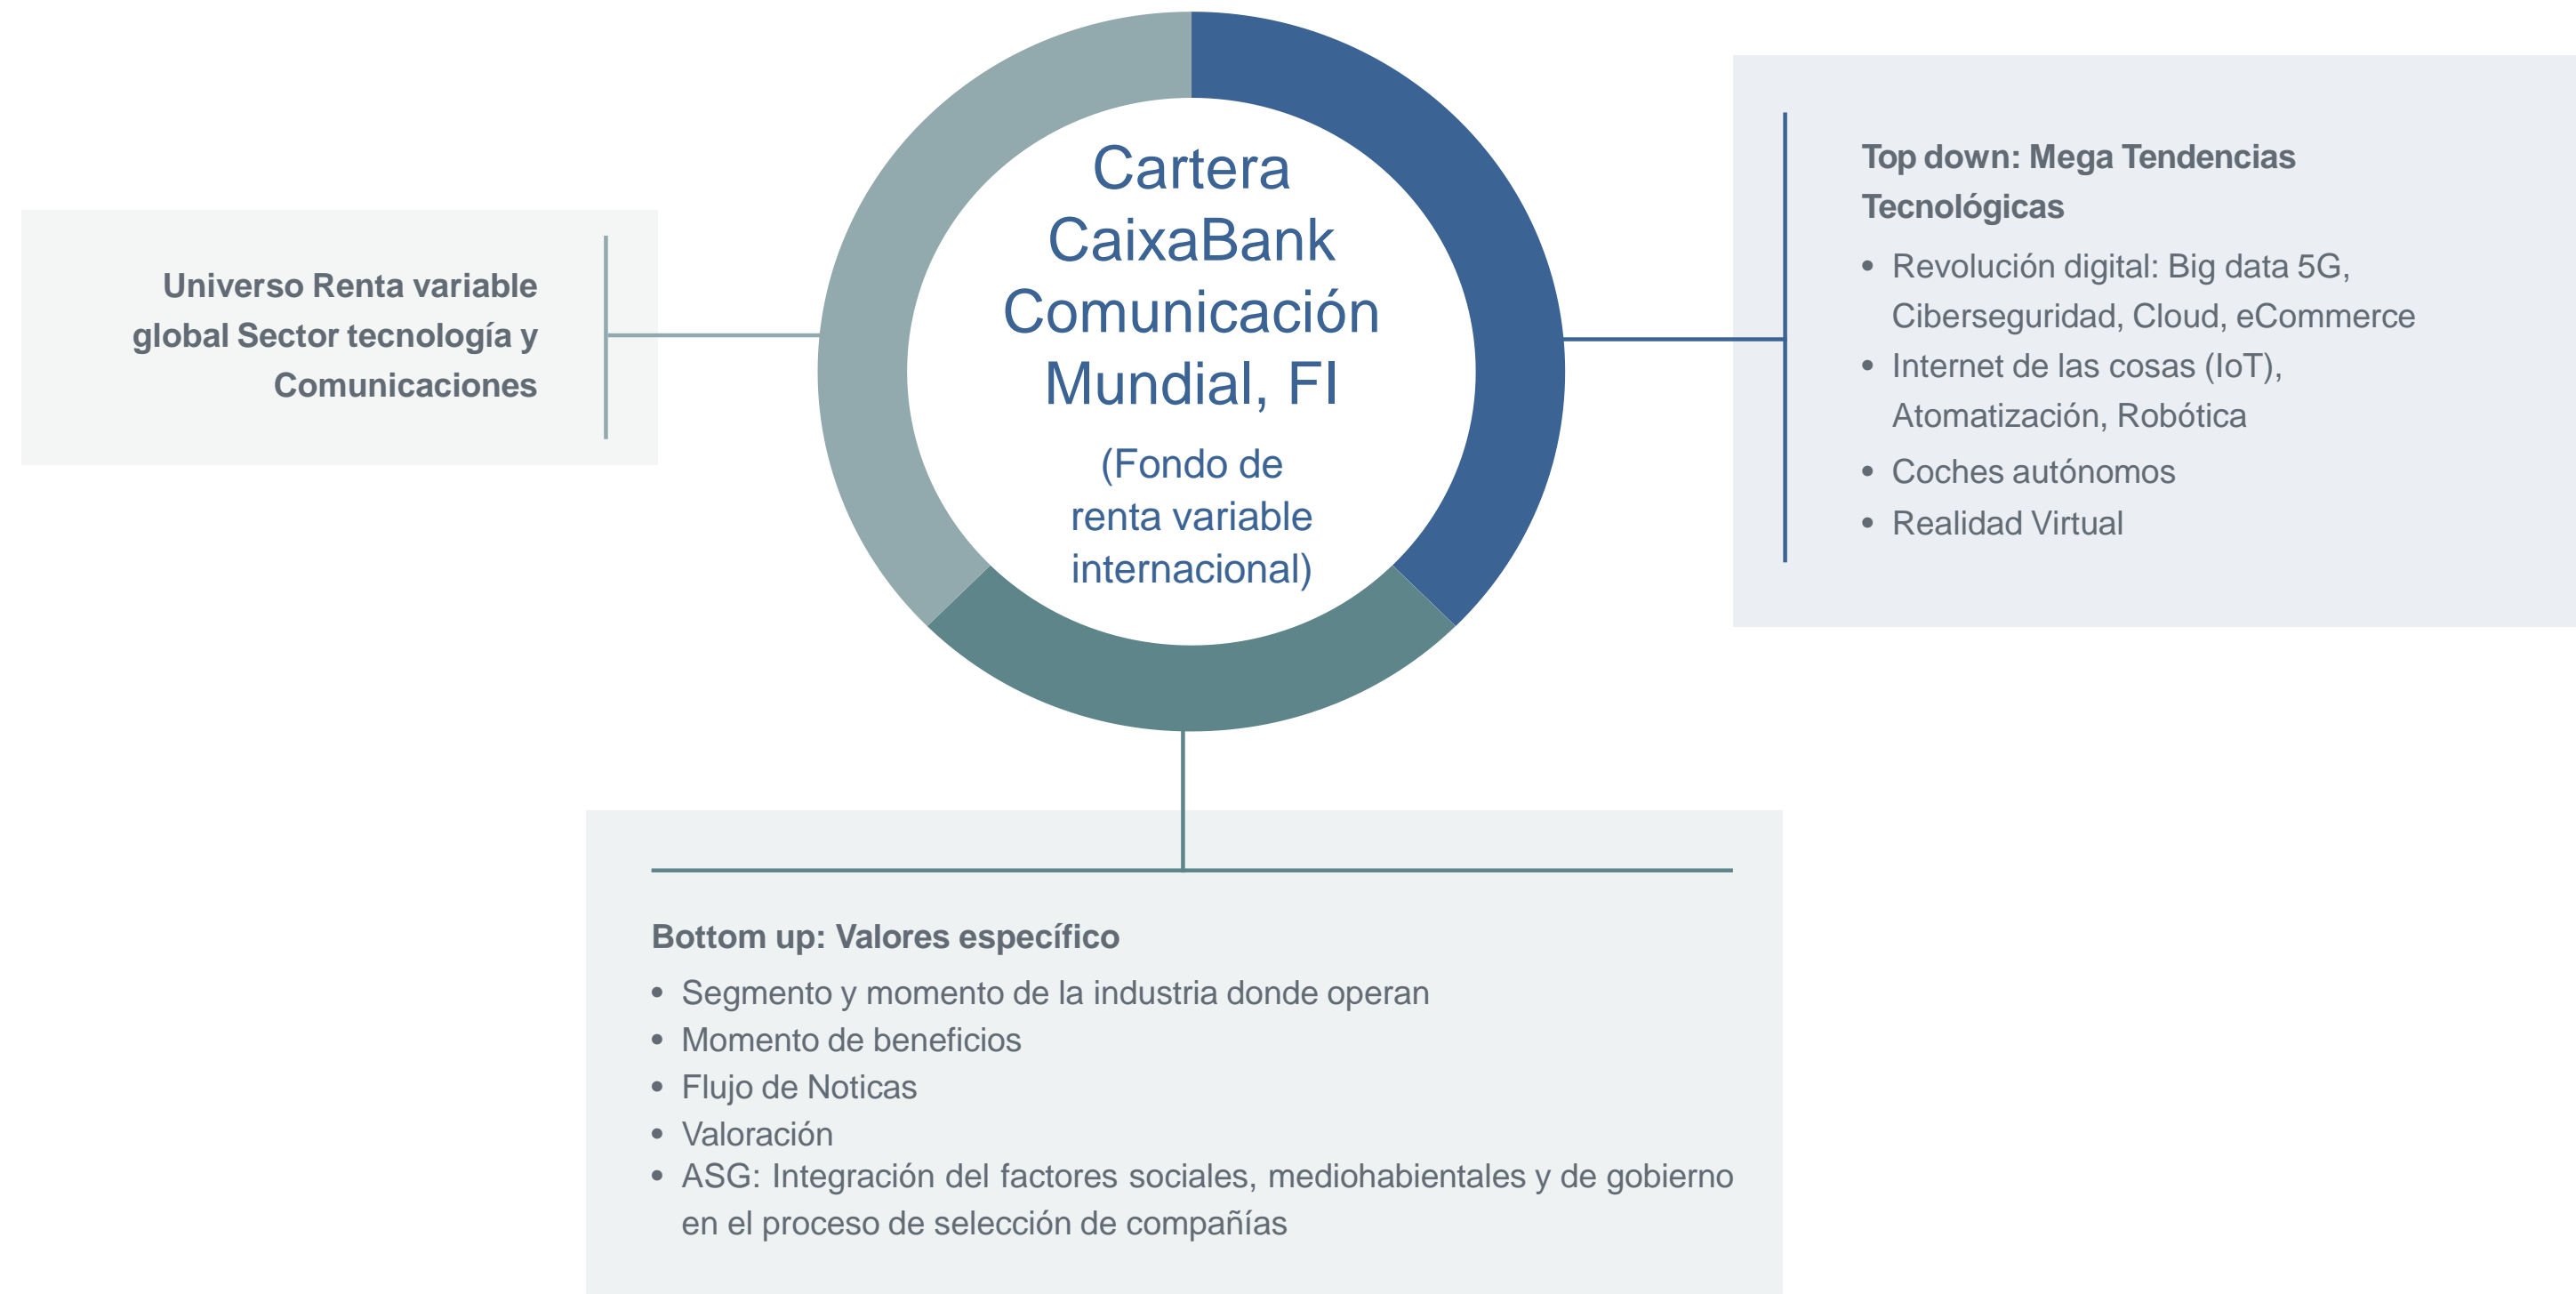 Cartera
CaixaBank
Comunicación
Mundial, FI
(Fondo de
renta variable
internacional)
Universo Renta variable
global Sector tecnología y
Comunicaciones
Top down: Mega Tendencias
Tecnológicas
• Revolución digital: Big data 5G,
Ciberseguridad, Cloud, eCommerce
• Internet de las cosas (IoT),
Atomatización, Robótica
• Coches autónomos
• Realidad Virtual
Bottom up: Valores específico
• Segmento y momento de la industria donde operan
• Momento de beneficios
• Flujo de Noticas
• Valoración
• ASG: Integración del factores sociales, mediohabientales y de gobierno
en el proceso de selección de compañías